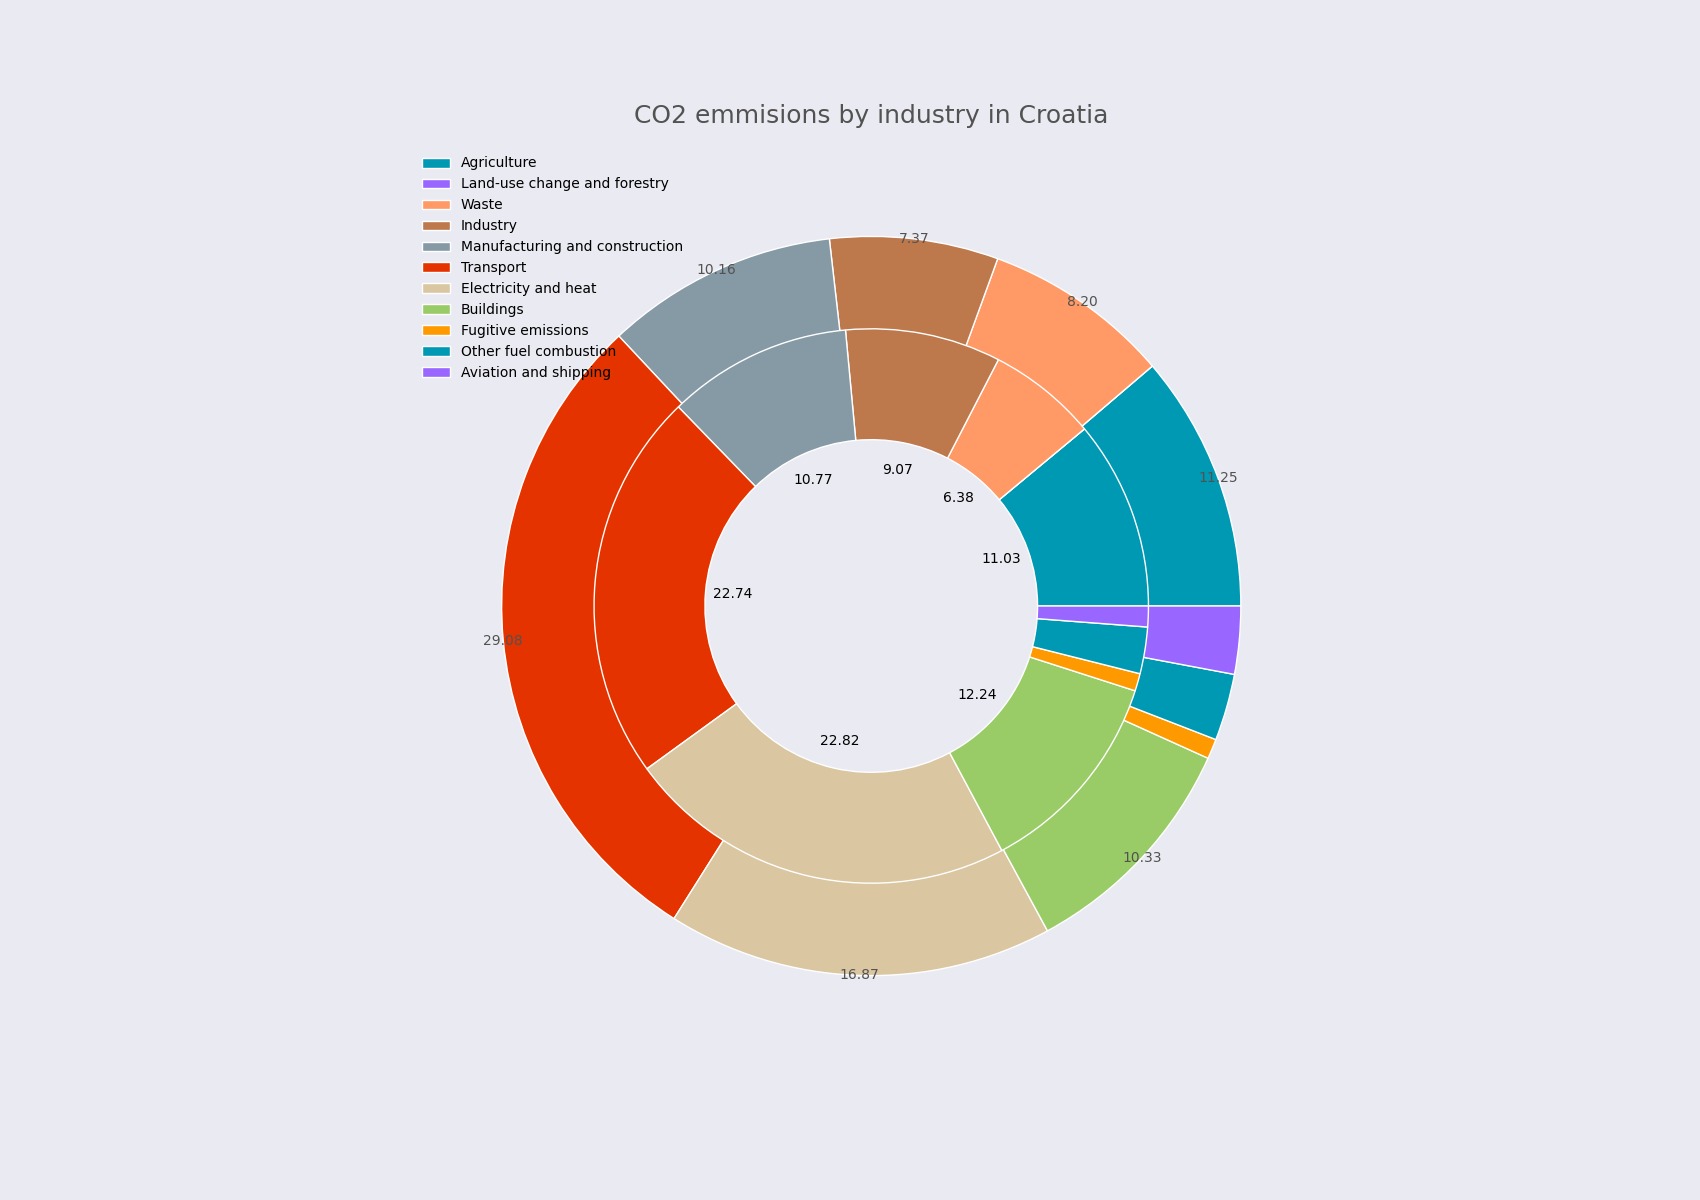 CO2 emmisions by industry in Croatia
Agriculture
Land-use change and forestry
Waste
Industry
Manufacturing and construction
Transport
Electricity and heat
Buildings
Fugitive emissions
Other fuel combustion
Aviation and shipping
7.37
10.16
8.20
11.25
29.08
16.87
10.33
9.07
10.77
6.38
11.03
22.74
12.24
22.82